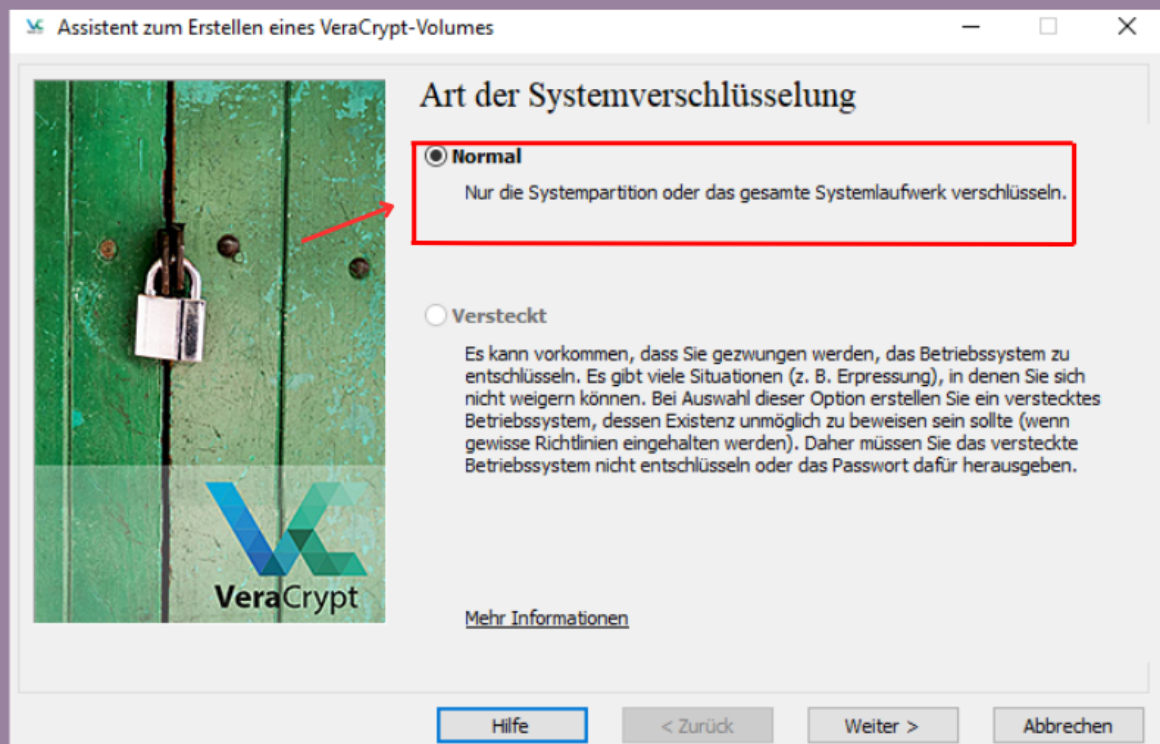 Assistent zum Erstellen eines VeraCrypt-Volumes
Art der Systemverschlüsselung
Normal
Nur die Systempartition oder das gesamte Systemlaufwerk verschlüsseln.
Versteckt
Es kann vorkommen, dass Sie gezwungen werden, das Betriebssystem zu
entschlüsseln. Es gibt viele Situationen (z. B. Erpressung), in denen Sie sich
nicht weigern können. Bei Auswahl dieser Option erstellen Sie ein verstecktes
Betriebssystem, dessen Existenz unmöglich zu beweisen sein sollte (wenn
gewisse Richtlinien eingehalten werden). Daher müssen Sie das versteckte
Betriebssystem nicht entschlüsseln oder das Passwort dafür herausgeben.
VeraCrypt
Mehr Informationen
Hilfe
< Zurück
Weiter >
Abbrechen